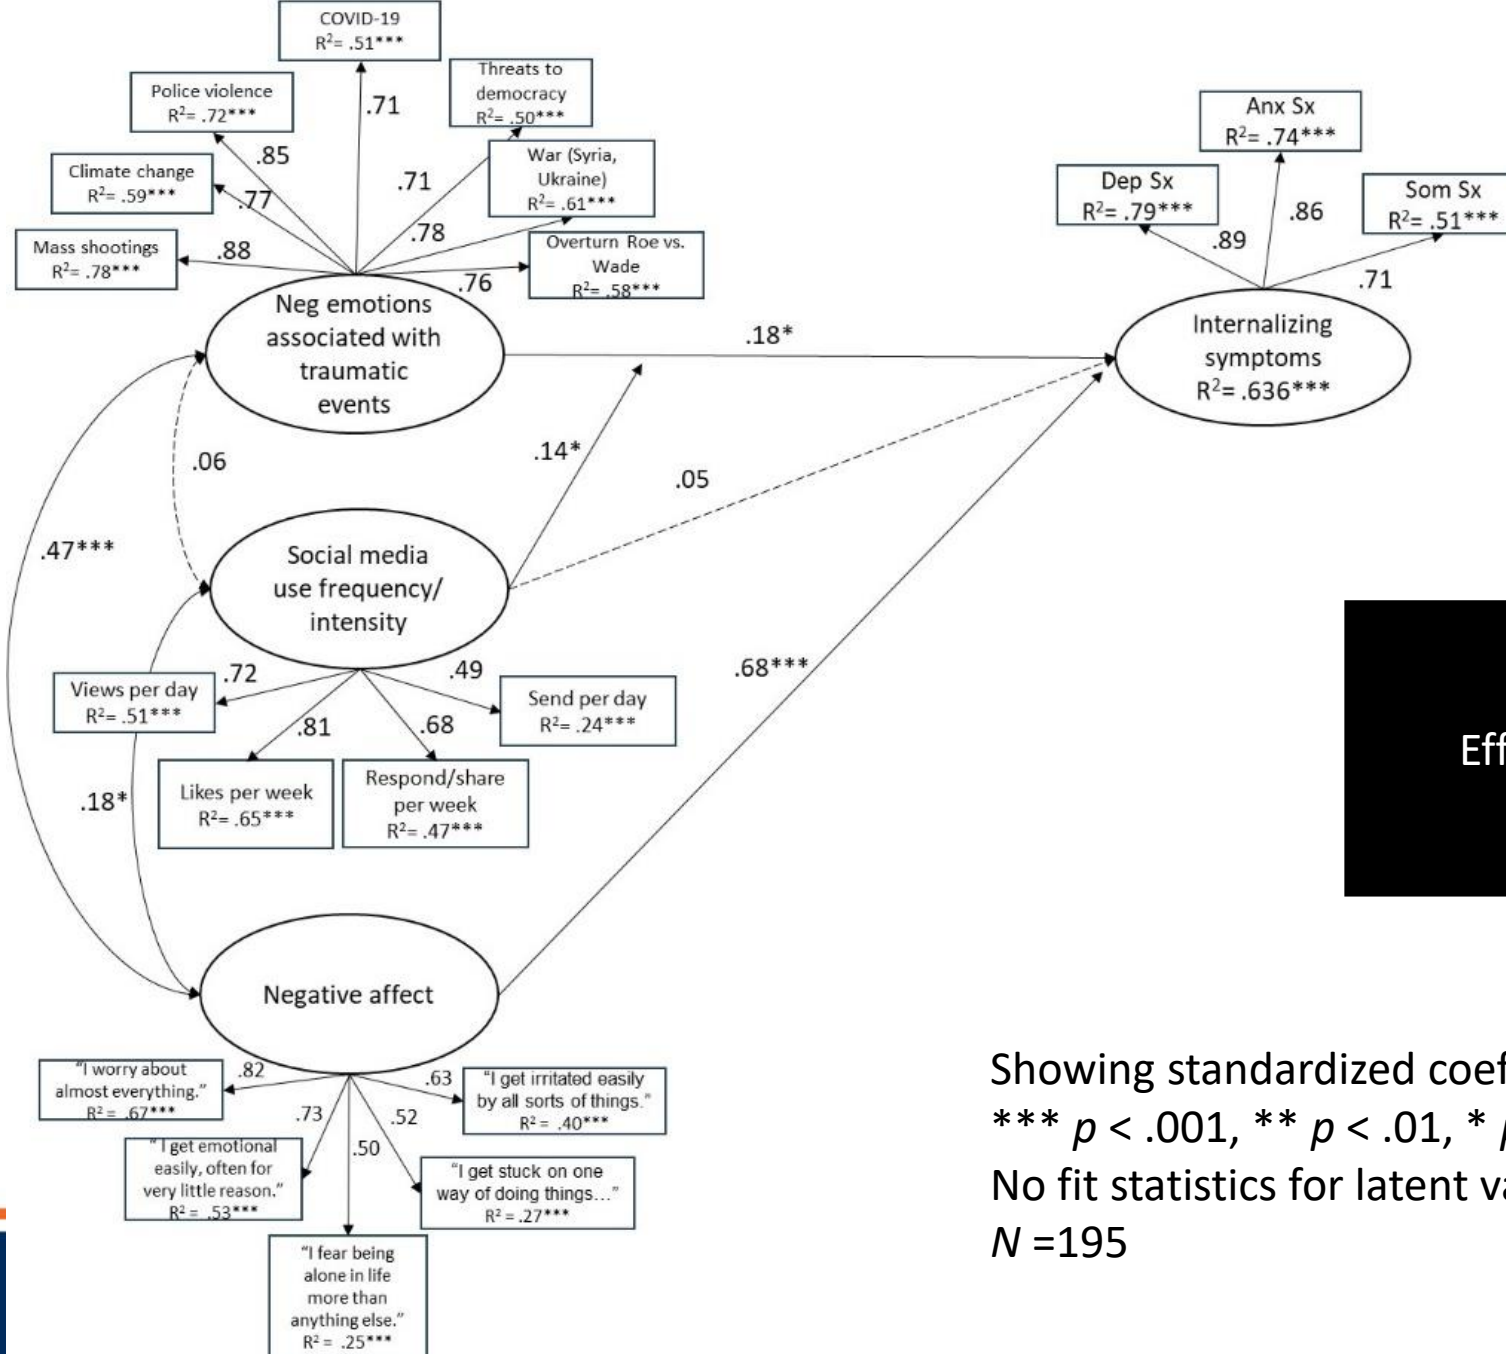 COVID-19
R²= .51***
Police violence
R²= .72***
Threats to
democracy
R²= .50***
.71
.85
Climate change
R²= .59***
.77
.71
War (Syria,
Ukraine)
R²= .61***
Mass shootings
R²= .78***
.88
.78
Overturn Roe vs.
Wade
R²= .58***
.76
Neg emotions
associated with
traumatic
events
Anx Sx
R²= .74***
Dep Sx
R²= .79***
Som Sx
R²= .51***
.89
.86
.71
Internalizing
symptoms
R²= .636***
.18*
.14*
.05
.06
.47***
Social media
use frequency/
intensity
.72
.49
Views per day
R²= .51***
Send per day
R²= .24***
.81
.68
Likes per week
R²= .65***
Respond/share
per week
R²= .47***
.18*
.68***
Eff
Negative affect
"I worry about
almost everything."
R² = .67***
.82
.63
"I get irritated easily
by all sorts of things."
R² = .40***
.73
.52
.50
"I get emotional
easily, often for
very little reason."
R² = .53***
"I get stuck on one
way of doing things…"
R² = .27***
"I fear being
alone in life
more than
anything else."
R² = .25***
Showing standardized coef
*** p < .001, ** p < .01, * p
No fit statistics for latent va
N =195